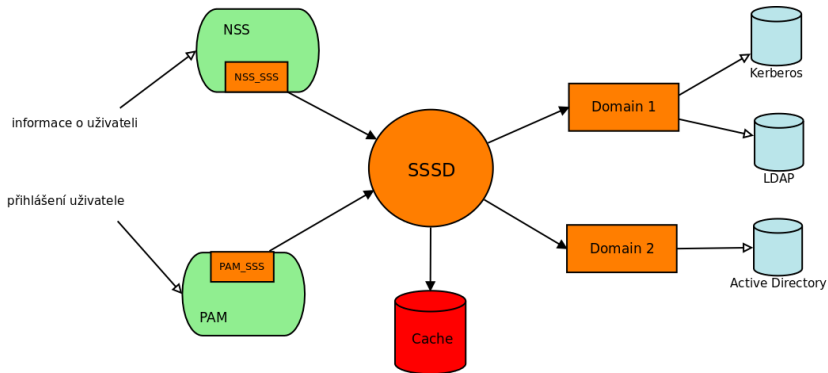 NSS
NSS_SSS
informace o uživateli
přihlášení uživatele
PAM_SSS
PAM
SSSD
Cache
Domain 1
Domain 2
Kerberos
LDAP
Active Directory